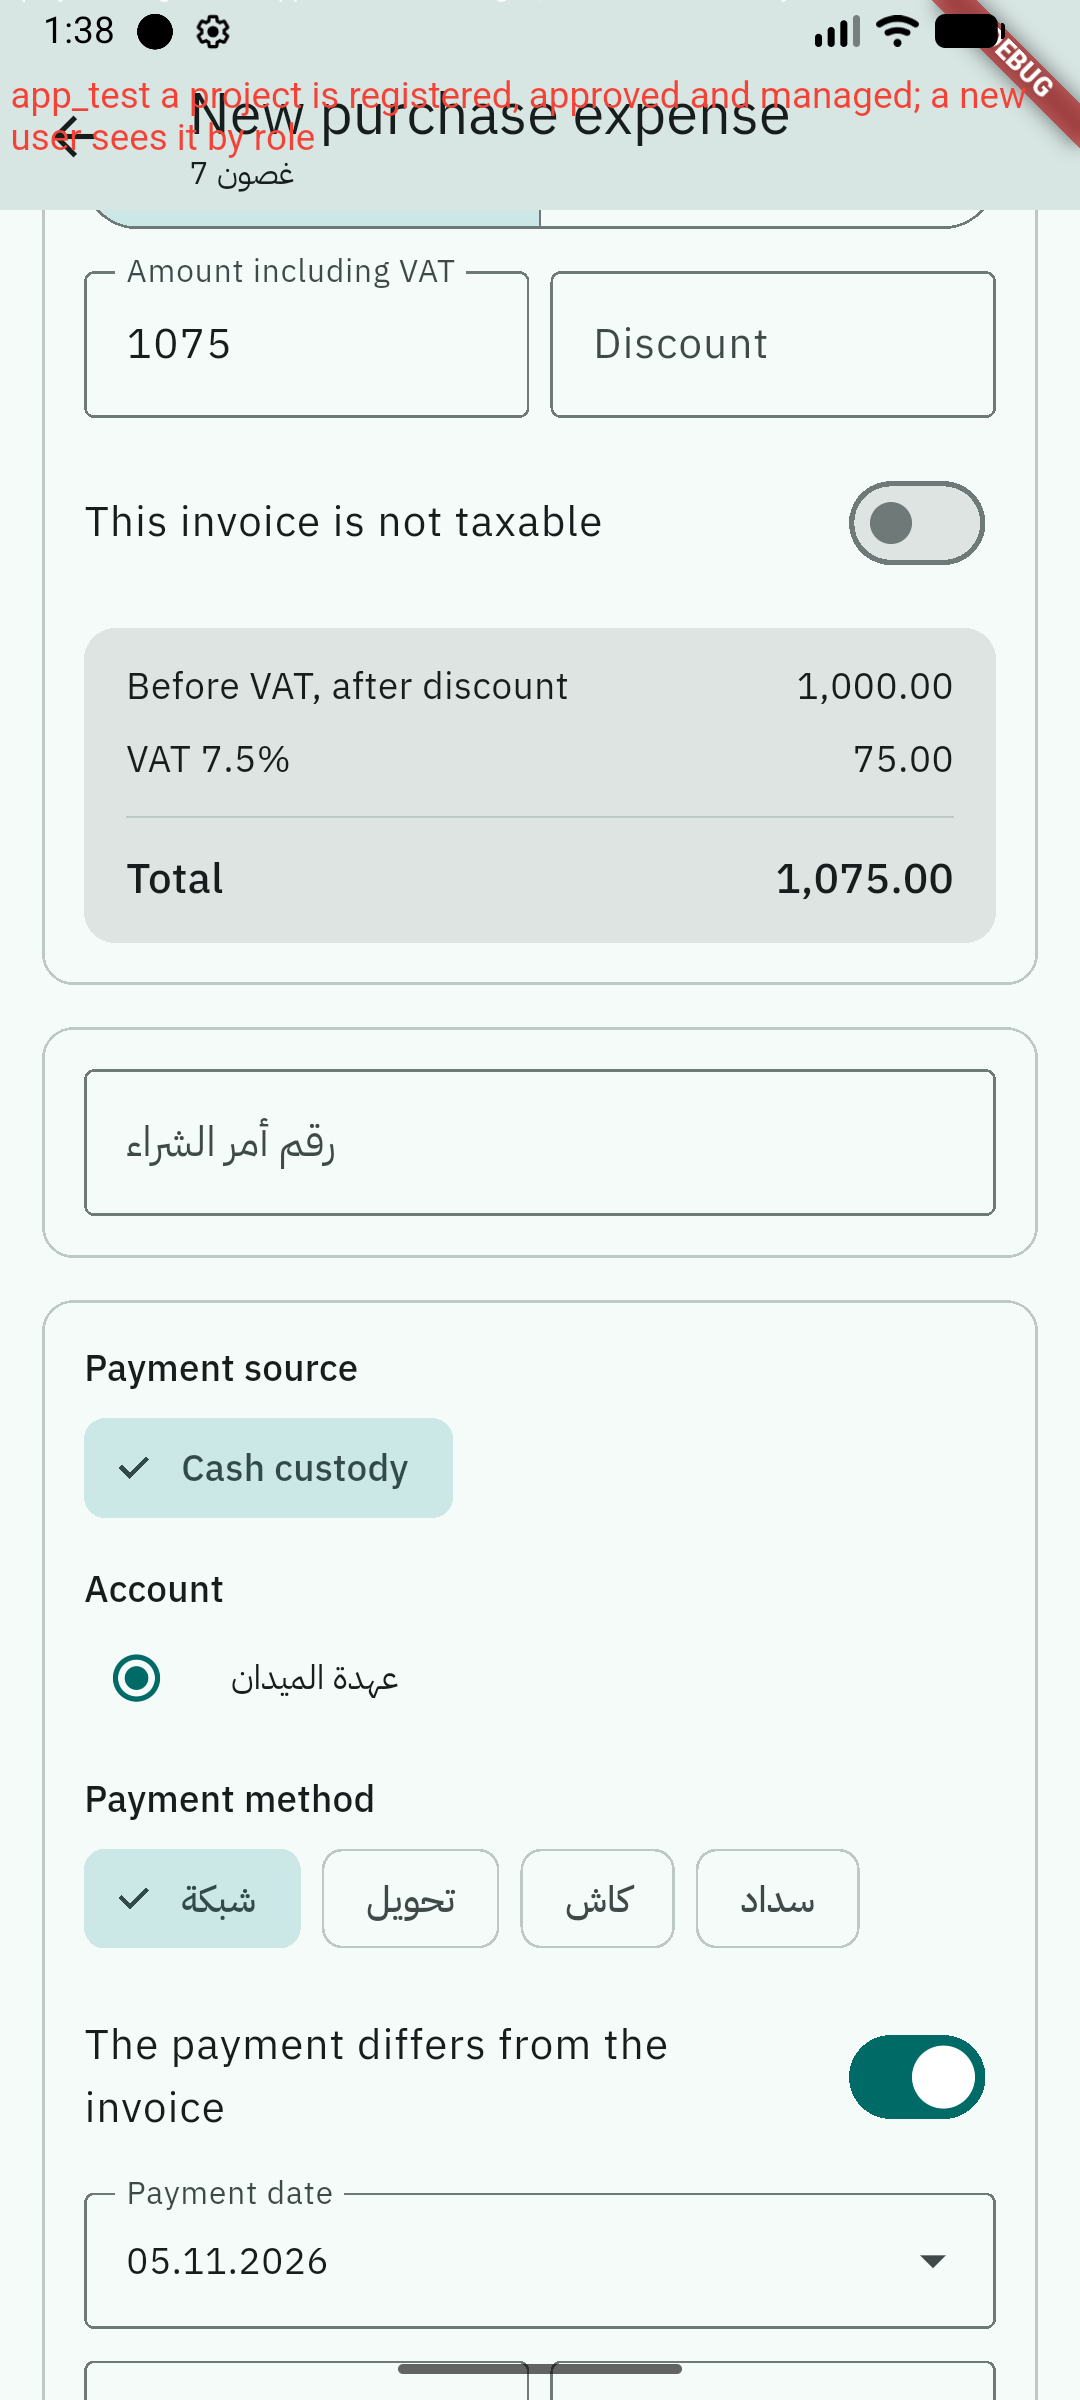 1:38
EBUG
app_test a project is registered, approved and managed; a new
user sees it by role
New purchase expense
غصون 7
Amount including VAT
1075
Discount
This invoice is not taxable
Before VAT, after discount 1,000.00
VAT 7.5% 75.00
Total 1,075.00
رقم أمر الشراء
Payment source
Cash custody
Account
عهدة الميدان
Payment method
شبكة تحويل كاش سداد
The payment differs from the
invoice
Payment date
05.11.2026